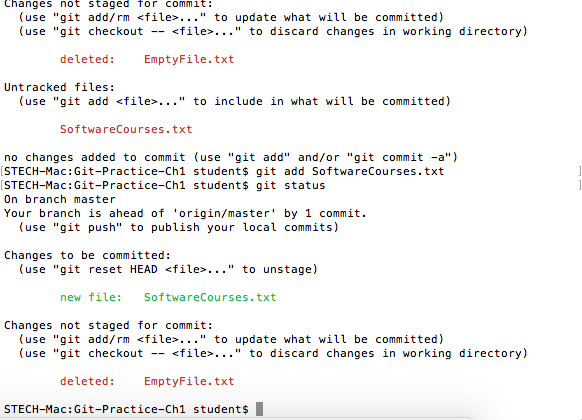 Changes not staged for commit:
  (use "git add/rm <file>..." to update what will be committed)
  (use "git checkout -- <file>..." to discard changes in working directory)

        deleted:    EmptyFile.txt

Untracked files:
  (use "git add <file>..." to include in what will be committed)

        SoftwareCourses.txt

no changes added to commit (use "git add" and/or "git commit -a")
[STECH-Mac:Git-Practice-Ch1 student$ git add SoftwareCourses.txt ]
[STECH-Mac:Git-Practice-Ch1 student$ git status ]
On branch master
Your branch is ahead of 'origin/master' by 1 commit.
  (use "git push" to publish your local commits)

Changes to be committed:
  (use "git reset HEAD <file>..." to unstage)

        new file:   SoftwareCourses.txt

Changes not staged for commit:
  (use "git add/rm <file>..." to update what will be committed)
  (use "git checkout -- <file>..." to discard changes in working directory)

        deleted:    EmptyFile.txt

STECH-Mac:Git-Practice-Ch1 student$